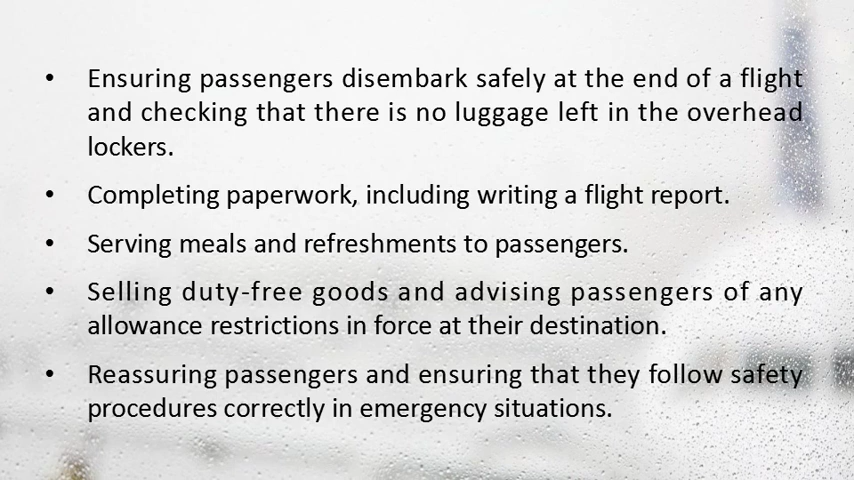 • Ensuring passengers disembark safely at the end of a flight
and checking that there is no luggage left in the overhead
lockers.
• Completing paperwork, including writing a flight report.
• Serving meals and refreshments to passengers.
• Selling duty-free goods and advising passengers of any
allowance restrictions in force at their destination.
• Reassuring passengers and ensuring that they follow safety
procedures correctly in emergency situations.